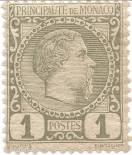 PRINCIPAUTÉ DE MONACO
1 POSTES 1